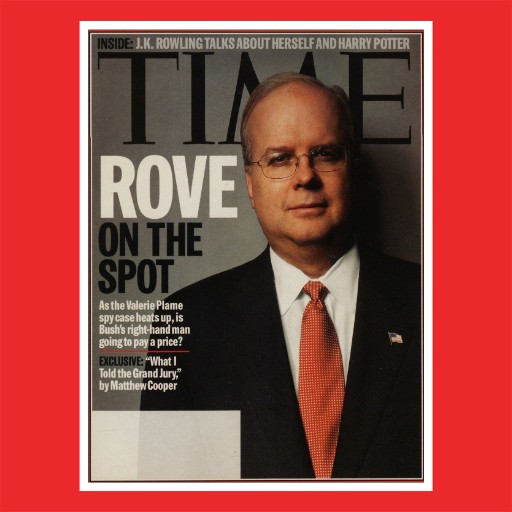 INSIDE: J.K. ROWLING TALKS ABOUT HERSELF AND HARRY POTTER
TIME
ROVE
ON THE
SPOT
As the Valerie Plame
spy case heats up, is
Bush's right-hand man
going to pay a price?
EXCLUSIVE: "What I
Told the Grand Jury,"
by Matthew Cooper